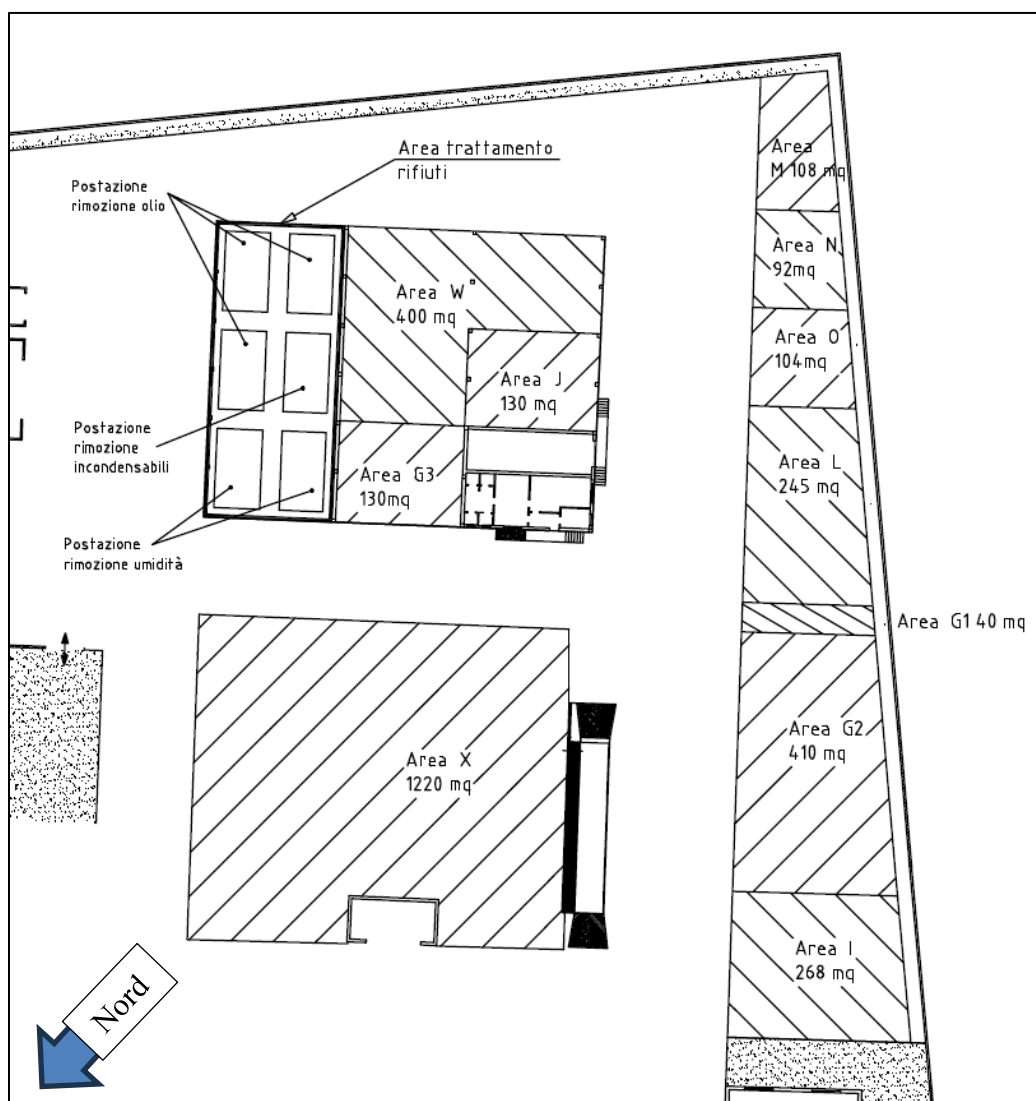 Area trattamento
rifiuti
Postazione
rimozione olio
Area
M 108 mq
Area N
92mq
Area W
400 mq
Area O
104mq
Area J
130 mq
Postazione
rimozione
incondensabili
Area G3
130mq
Area L
245 mq
Postazione
rimozione umidità
Area G1 40 mq
Area G2
410 mq
Area X
1220 mq
Area I
268 mq
Nord